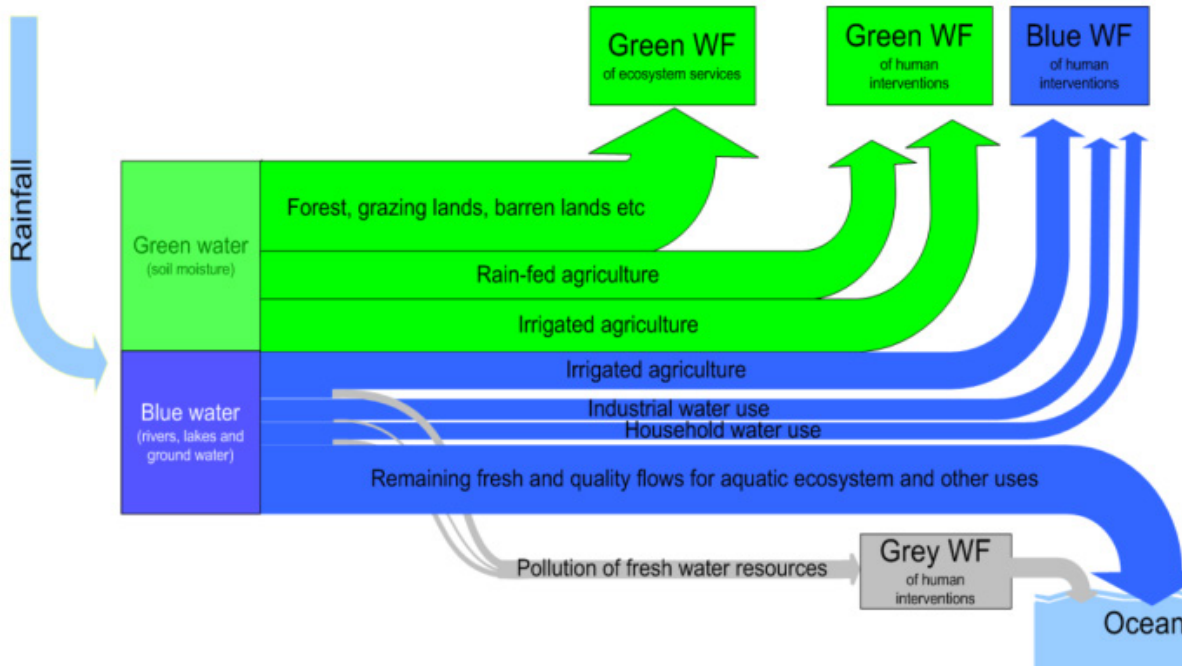 Rainfall
Green WF
of ecosystem services
Green WF
of human
interventions
Blue WF
of human
interventions
Green water
(soil moisture)
Forest, grazing lands, barren lands etc
Rain-fed agriculture
Irrigated agriculture
Blue water
(rivers, lakes and
ground water)
Irrigated agriculture
Industrial water use
Household water use
Remaining fresh and quality flows for aquatic ecosystem and other uses
Pollution of fresh water resources
Grey WF
of human
interventions
Ocean